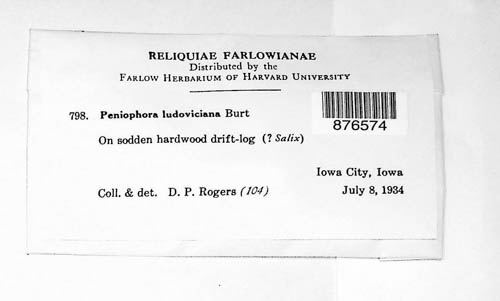 RELIQUIAE FARLOWIANAE
Distributed by the
FARLOW HERBARIUM OF HARVARD UNIVERSITY
798. Peniophora ludoviciana Burt
876574
On sodden hardwood drift-log (? Salix)
Iowa City, Iowa
Coll. & det. D. P. Rogers (104) July 8, 1934